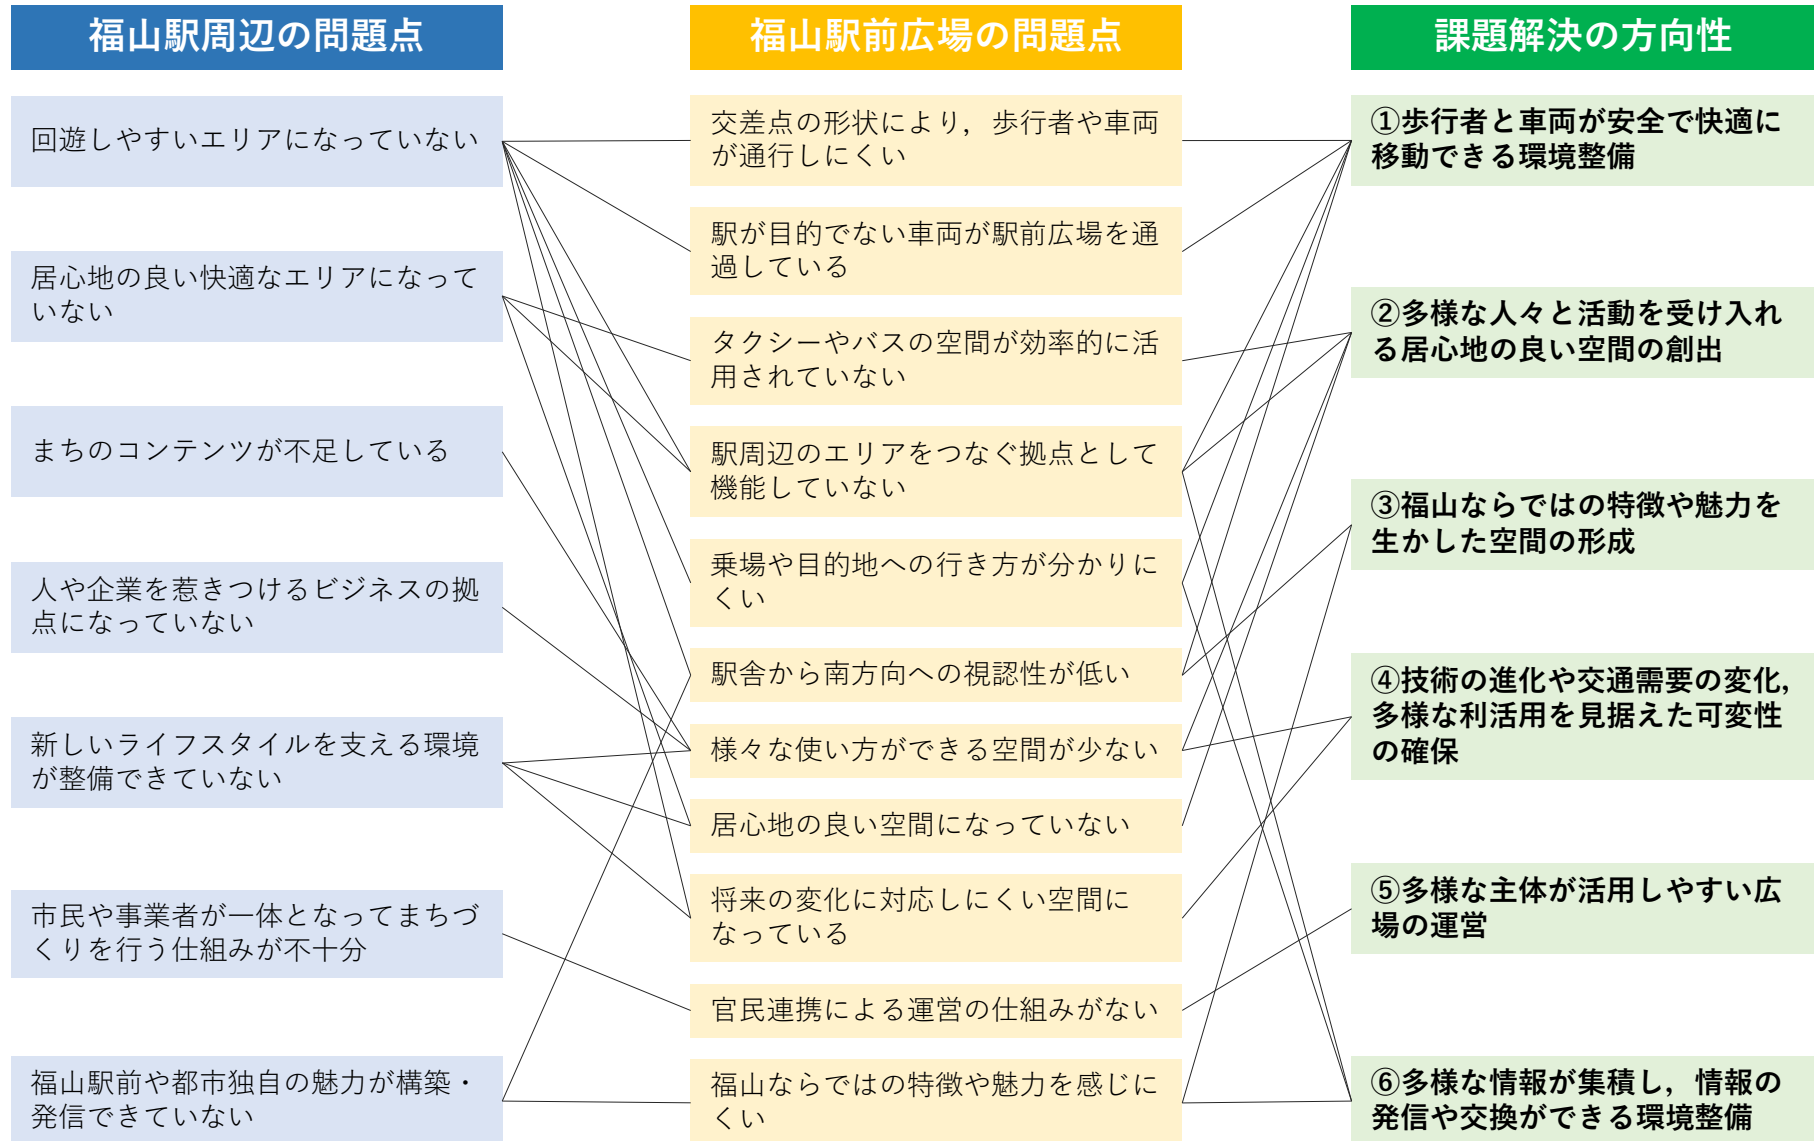 福山駅周辺の問題点
回遊しやすいエリアになっていない
居心地の良い快適なエリアになって
いない
まちのコンテンツが不足している
人や企業を惹きつけるビジネスの拠
点になっていない
新しいライフスタイルを支える環境
が整備できていない
市民や事業者が一体となってまちづ
くりを行う仕組みが不十分
福山駅前や都市独自の魅力が構築・
発信できていない
福山駅前広場の問題点
交差点の形状により，歩行者や車両
が通行しにくい
駅が目的でない車両が駅前広場を通
過している
タクシーやバスの空間が効率的に活
用されていない
駅周辺のエリアをつなぐ拠点として
機能していない
乗場や目的地への行き方が分かりに
くい
駅舎から南方向への視認性が低い
様々な使い方ができる空間が少ない
居心地の良い空間になっていない
将来の変化に対応しにくい空間に
なっている
官民連携による運営の仕組みがない
福山ならではの特徴や魅力を感じに
くい
課題解決の方向性
①歩行者と車両が安全で快適に
移動できる環境整備
②多様な人々と活動を受け入れ
る居心地の良い空間の創出
③福山ならではの特徴や魅力を
生かした空間の形成
④技術の進化や交通需要の変化，
多様な利活用を見据えた可変性
の確保
⑤多様な主体が活用しやすい広
場の運営
⑥多様な情報が集積し，情報の
発信や交換ができる環境整備